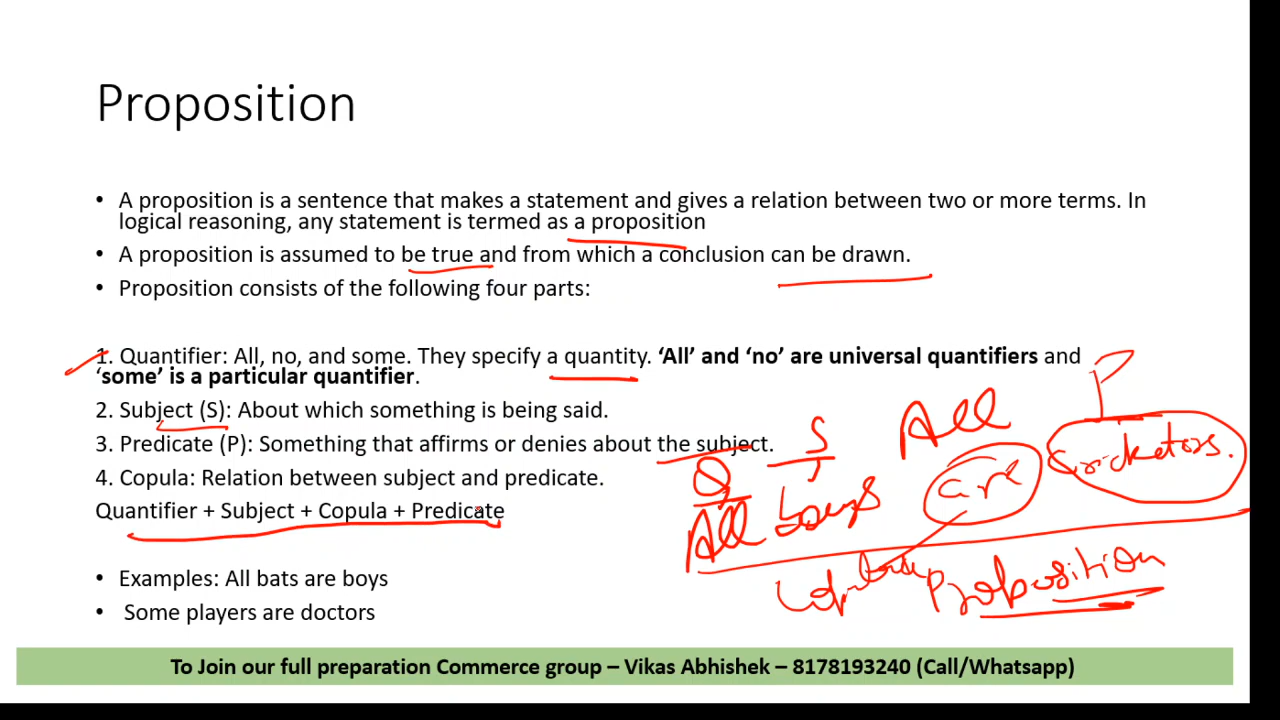 Proposition
• A proposition is a sentence that makes a statement and gives a relation between two or more terms. In
logical reasoning, any statement is termed as a proposition
• A proposition is assumed to be true and from which a conclusion can be drawn.
• Proposition consists of the following four parts:
1. Quantifier: All, no, and some. They specify a quantity. ‘All’ and ‘no’ are universal quantifiers and
‘some’ is a particular quantifier.
2. Subject (S): About which something is being said.
3. Predicate (P): Something that affirms or denies about the subject.
4. Copula: Relation between subject and predicate.
Quantifier + Subject + Copula + Predicate
• Examples: All bats are boys
• Some players are doctors
P
S All
Q
All boys are Cricketors.
Proposition
To Join our full preparation Commerce group – Vikas Abhishek – 8178193240 (Call/Whatsapp)